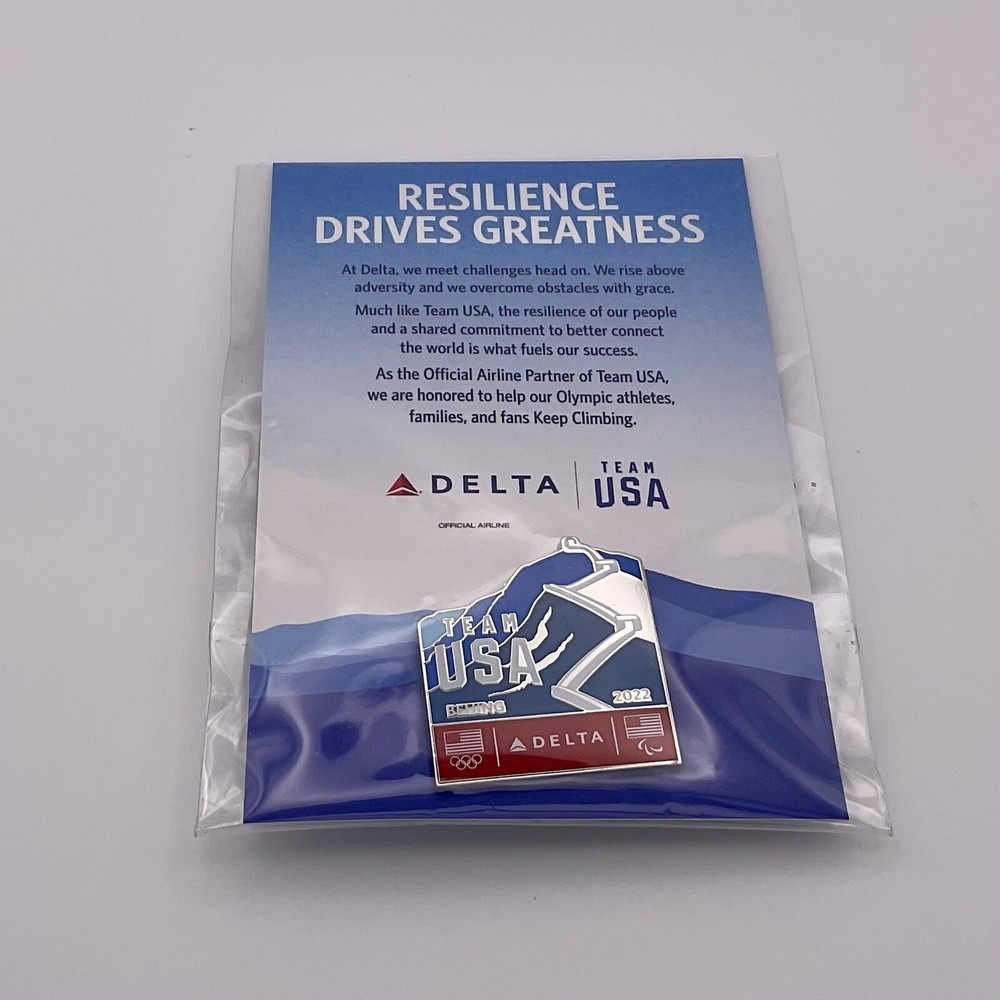 RESILIENCE
DRIVES GREATNESS
At Delta, we meet challenges head on. We rise above
adversity and we overcome obstacles with grace.
Much like Team USA, the resilience of our people
and a shared commitment to better connect
the world is what fuels our success.
As the Official Airline Partner of Team USA,
we are honored to help our Olympic athletes,
families, and fans Keep Climbing.
DELTA
TEAM
USA
OFFICIAL AIRLINE
TEAM
USA
BEIJING
2022
DELTA